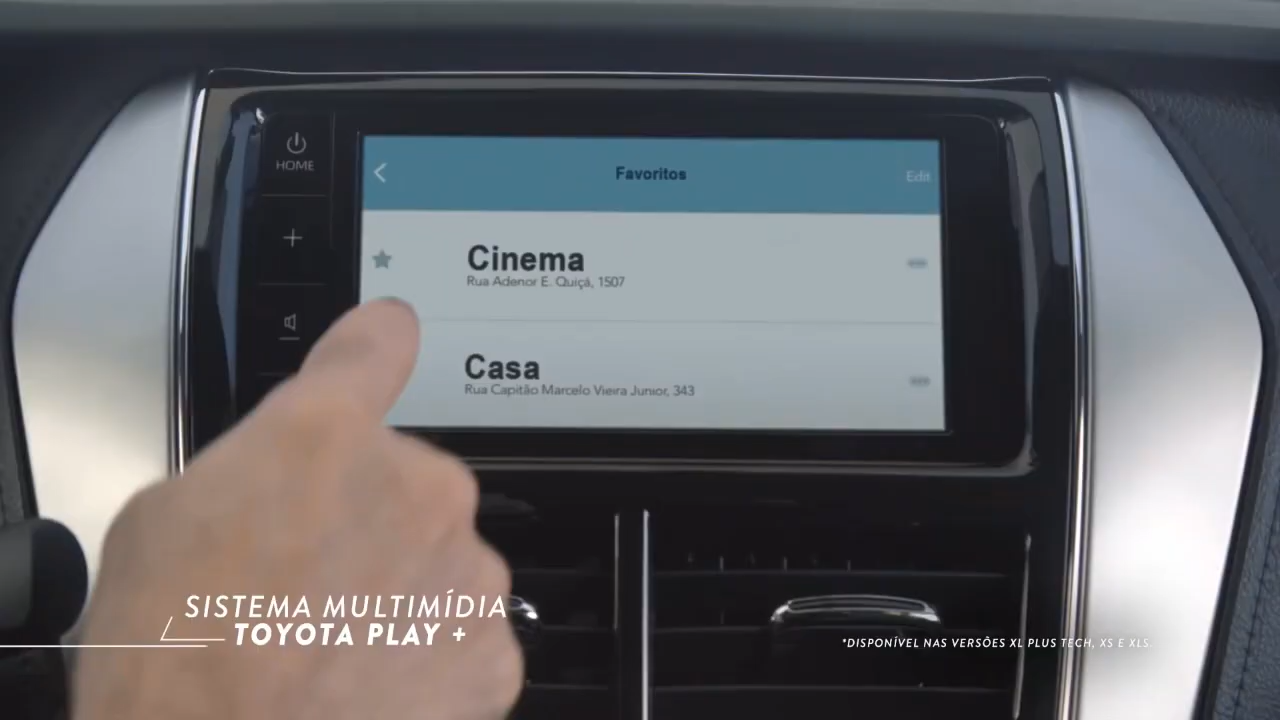 HOME
Favoritos
Edit
Cinema
Rua Adenor E. Quiçá, 1507
Casa
Rua Capitão Marcelo Vieira Junior, 343
SISTEMA MULTIMÍDIA
TOYOTA PLAY +
*DISPONÍVEL NAS VERSÕES XL PLUS TECH, XS E XLS.